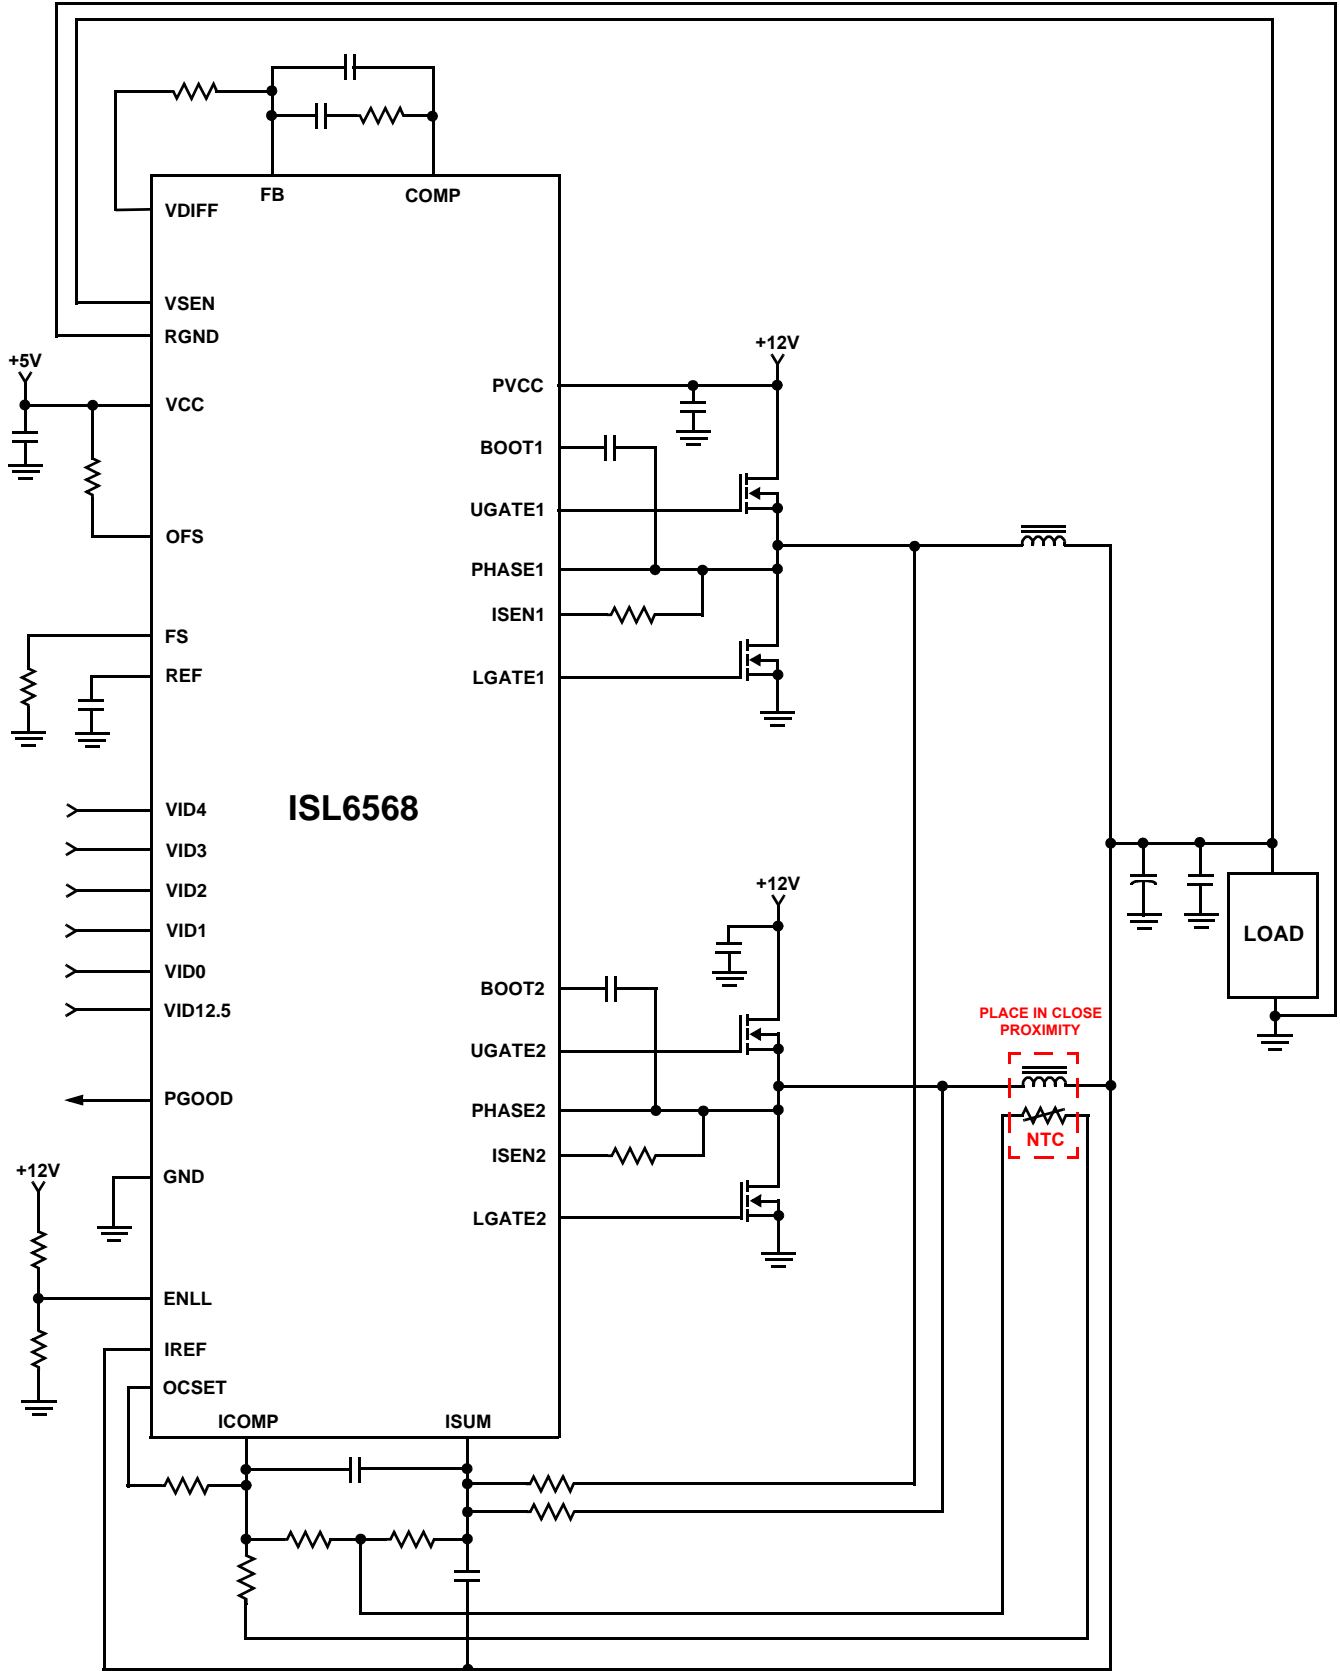 FB
COMP
VDIFF
VSEN
RGND
+5V
VCC
OFS
FS
REF
VID4
VID3
VID2
VID1
VID0
VID12.5
PGOOD
GND
+12V
ENLL
IREF
OCSET
ICOMP
ISUM
ISL6568
+12V
PVCC
BOOT1
UGATE1
PHASE1
ISEN1
LGATE1
+12V
BOOT2
UGATE2
PHASE2
ISEN2
LGATE2
PLACE IN CLOSE
PROXIMITY
NTC
LOAD